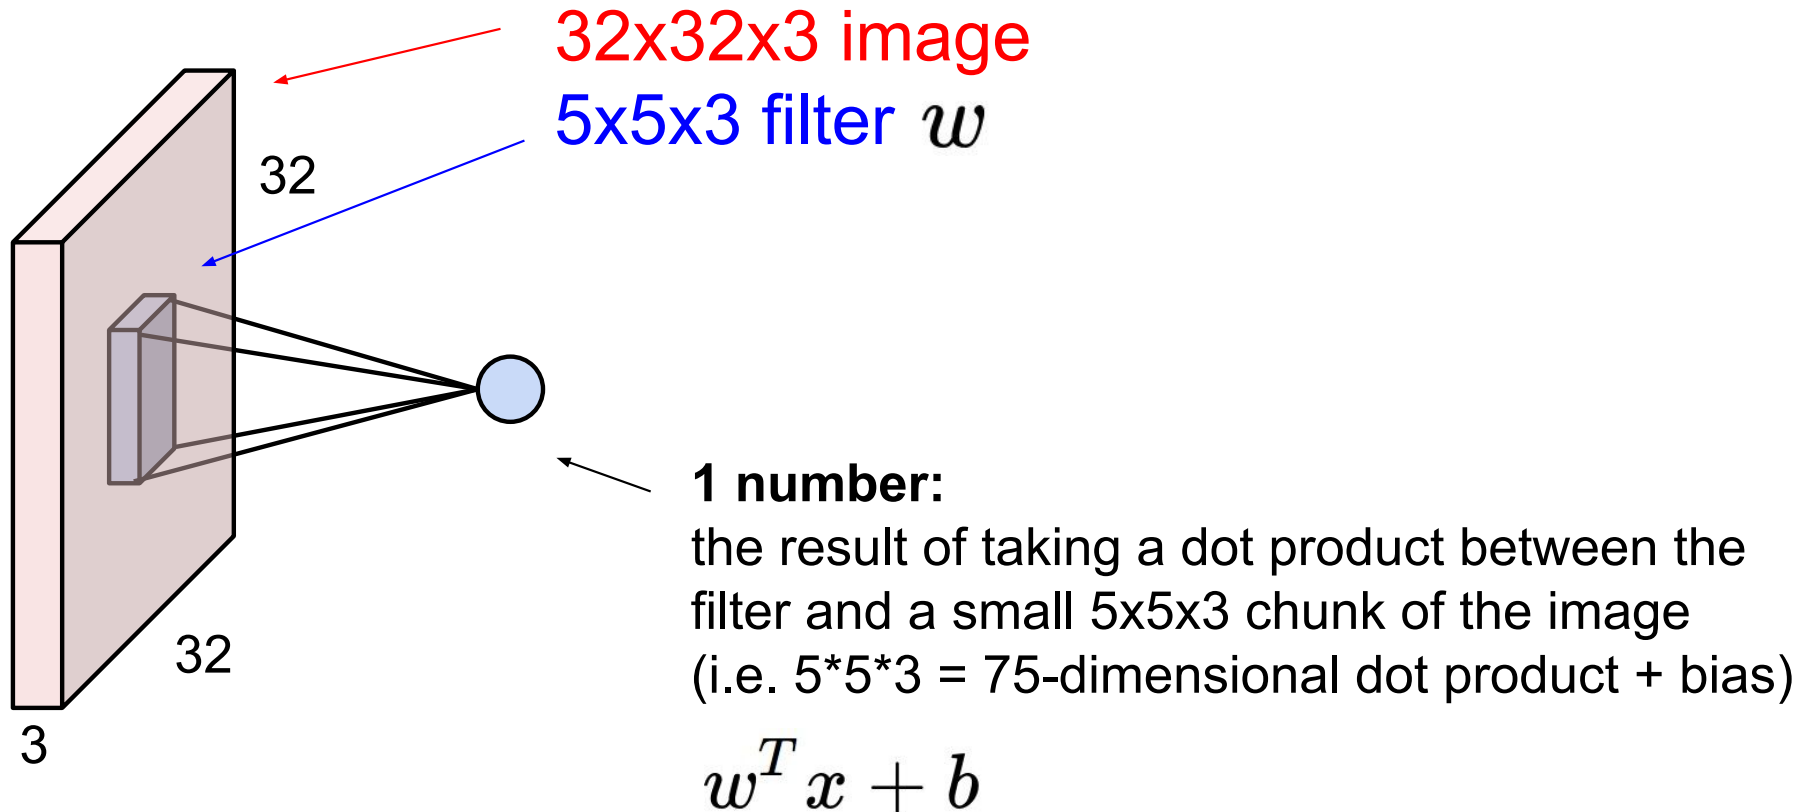 32x32x3 image
5x5x3 filter w
32
32
3
1 number:
the result of taking a dot product between the
filter and a small 5x5x3 chunk of the image
(i.e. 5*5*3 = 75-dimensional dot product + bias)
w^T x + b